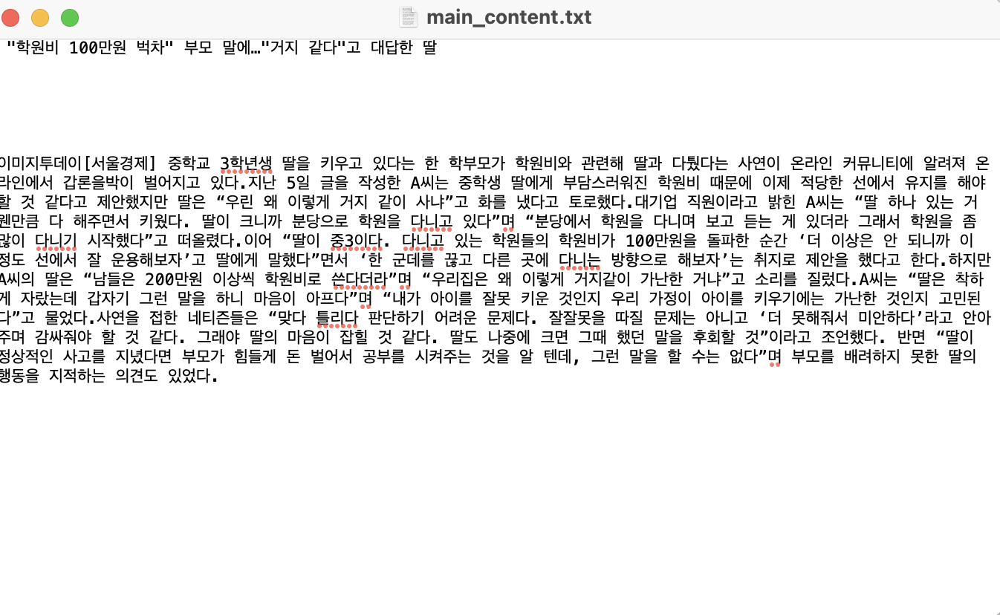 main_content.txt
"학원비 100만원 벅차" 부모 말에…"거지 같다"고 대답한 딸
이미지투데이[서울경제] 중학교 3학년생 딸을 키우고 있다는 한 학부모가 학원비와 관련해 딸과 다퉜다는 사연이 온라인 커뮤니티에 알려져 온
라인에서 갑론을박이 벌어지고 있다.지난 5일 글을 작성한 A씨는 중학생 딸에게 부담스러워진 학원비 때문에 이제 적당한 선에서 유지를 해야
할 것 같다고 제안했지만 딸은 “우린 왜 이렇게 거지 같이 사냐”고 화를 냈다고 토로했다.대기업 직원이라고 밝힌 A씨는 “딸 하나 있는 거
웬만큼 다 해주면서 키웠다. 딸이 크니까 분당으로 학원을 다니고 있다”며 “분당에서 학원을 다니며 보고 듣는 게 있더라 그래서 학원을 좀
많이 다니기 시작했다”고 떠올렸다.이어 “딸이 중3이다. 다니고 있는 학원들의 학원비가 100만원을 돌파한 순간 ‘더 이상은 안 되니까 이
정도 선에서 잘 운용해보자’고 딸에게 말했다”면서 ‘한 군데를 끊고 다른 곳에 다니는 방향으로 해보자’는 취지로 제안을 했다고 한다.하지만
A씨의 딸은 “남들은 200만원 이상씩 학원비로 쓴다더라”며 “우리집은 왜 이렇게 거지같이 가난한 거냐”고 소리를 질렀다.A씨는 “딸은 착하
게 자랐는데 갑자기 그런 말을 하니 마음이 아프다”며 “내가 아이를 잘못 키운 것인지 우리 가정이 아이를 키우기에는 가난한 것인지 고민된
다”고 물었다.사연을 접한 네티즌들은 “맞다 틀리다 판단하기 어려운 문제다. 잘잘못을 따질 문제는 아니고 ‘더 못해줘서 미안하다’라고 안아
주며 감싸줘야 할 것 같다. 그래야 딸의 마음이 잡힐 것 같다. 딸도 나중에 크면 그때 했던 말을 후회할 것”이라고 조언했다. 반면 “딸이
정상적인 사고를 지녔다면 부모가 힘들게 돈 벌어서 공부를 시켜주는 것을 알 텐데, 그런 말을 할 수는 없다”며 부모를 배려하지 못한 딸의
행동을 지적하는 의견도 있었다.